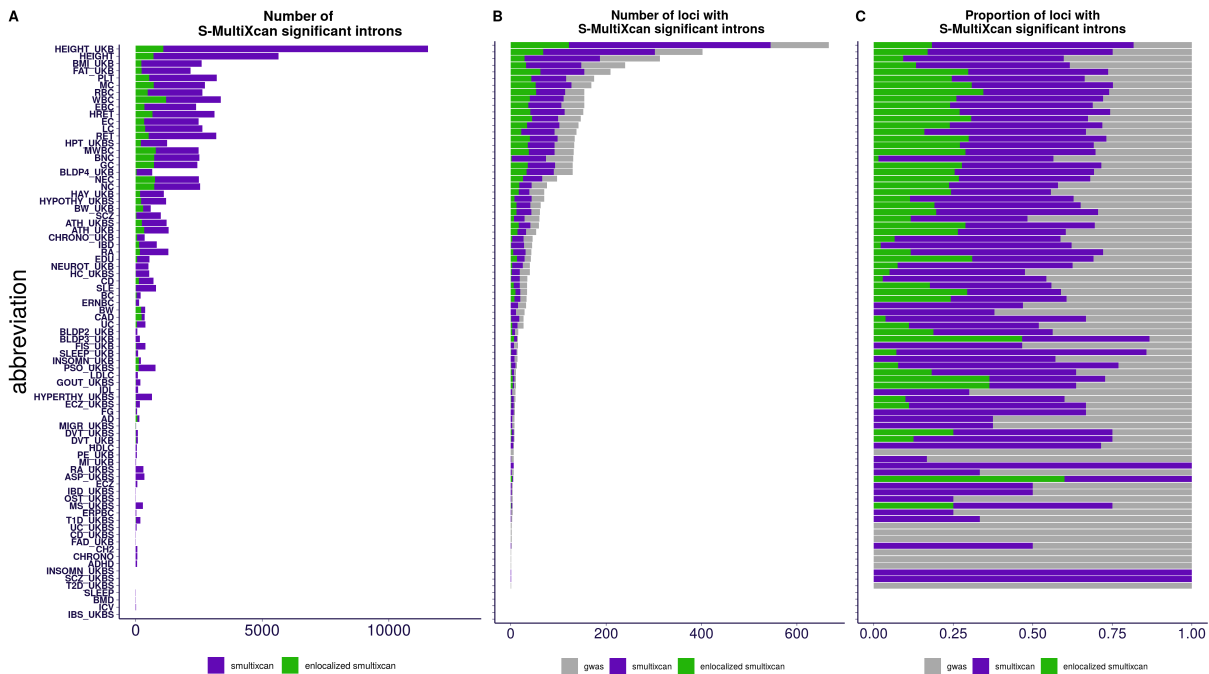 A
Number of
S-MultiXcan significant introns
B
Number of loci with
S-MultiXcan significant introns
C
Proportion of loci with
S-MultiXcan significant introns
abbreviation
HEIGHT_UKB
HEIGHT
BMI_UKB
FAT_UKB
PLT
MC
RBC
WBC
EBC
HRET
EC
LC
RET
HPT_UKBS
MWBC
BNC
GC
BLDP4_UKB
NEC
NC
HAY_UKB
HYPOTHY_UKBS
BW_UKB
SCZ
ATH_UKBS
ATH_UKB
CHRONO_UKB
IBD
RA
EDU
NEUROT_UKB
HC_UKBS
CD
SLE
BC
ERNBC
BW
CAD
UC
BLDP2_UKB
BLDP3_UKB
FIS_UKB
SLEEP_UKB
INSOMN_UKB
PSO_UKBS
LDLC
GOUT_UKBS
IDL
HYPERTHY_UKBS
ECZ_UKBS
FG
AD
MIGR_UKBS
DVT_UKBS
DVT_UKB
HDLC
PE_UKB
MI_UKB
RA_UKBS
ASP_UKBS
ECZ
IBD_UKBS
OST_UKBS
MS_UKBS
ERPBC
T1D_UKBS
UC_UKBS
CD_UKBS
FAD_UKB
CH2
CHRONO
ADHD
INSOMN_UKBS
SCZ_UKBS
T2D_UKBS
SLEEP
BMD
ICV
IBS_UKBS
0 5000 10000
0 200 400 600
0.00 0.25 0.50 0.75 1.00
smultixcan enlocalized smultixcan
gwas smultixcan enlocalized smultixcan
gwas smultixcan enlocalized smultixcan